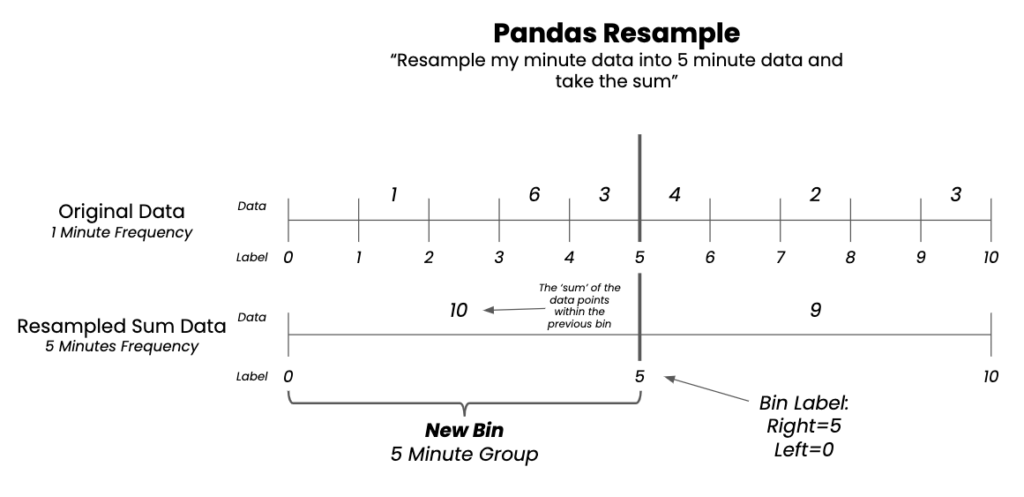 Pandas Resample
“Resample my minute data into 5 minute data and
take the sum”
Original Data
1 Minute Frequency
Data
1 6 3 4 2 3
Label 0 1 2 3 4 5 6 7 8 9 10
Resampled Sum Data
5 Minutes Frequency
Data
10
The ‘sum’ of the
data points
within the
previous bin
9
Label 0 5 10
New Bin
5 Minute Group
Bin Label:
Right=5
Left=0